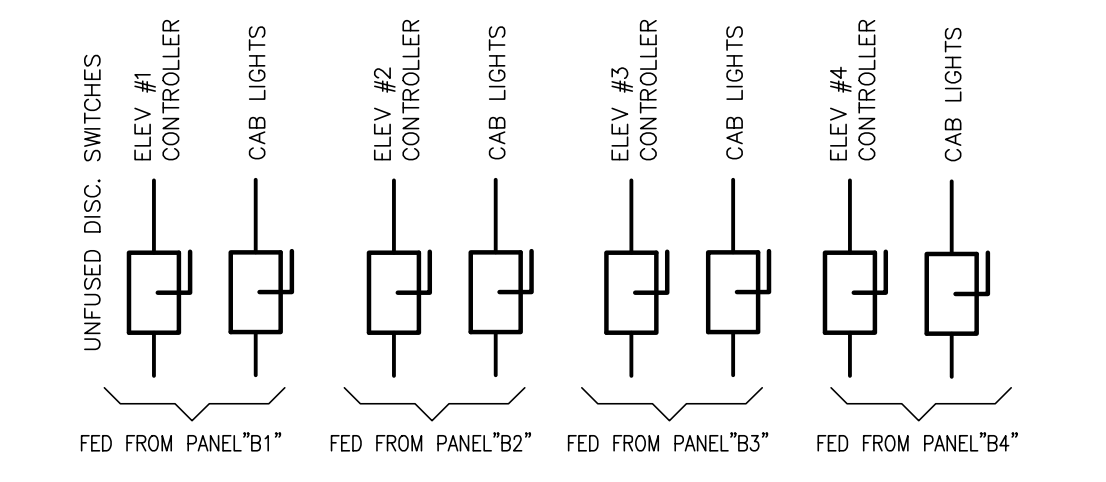 UNFUSED DISC. SWITCHES
ELEV #1
CONTROLLER
CAB LIGHTS
ELEV #2
CONTROLLER
CAB LIGHTS
ELEV #3
CONTROLLER
CAB LIGHTS
ELEV #4
CONTROLLER
CAB LIGHTS
FED FROM PANEL"B1"
FED FROM PANEL"B2"
FED FROM PANEL"B3"
FED FROM PANEL"B4"